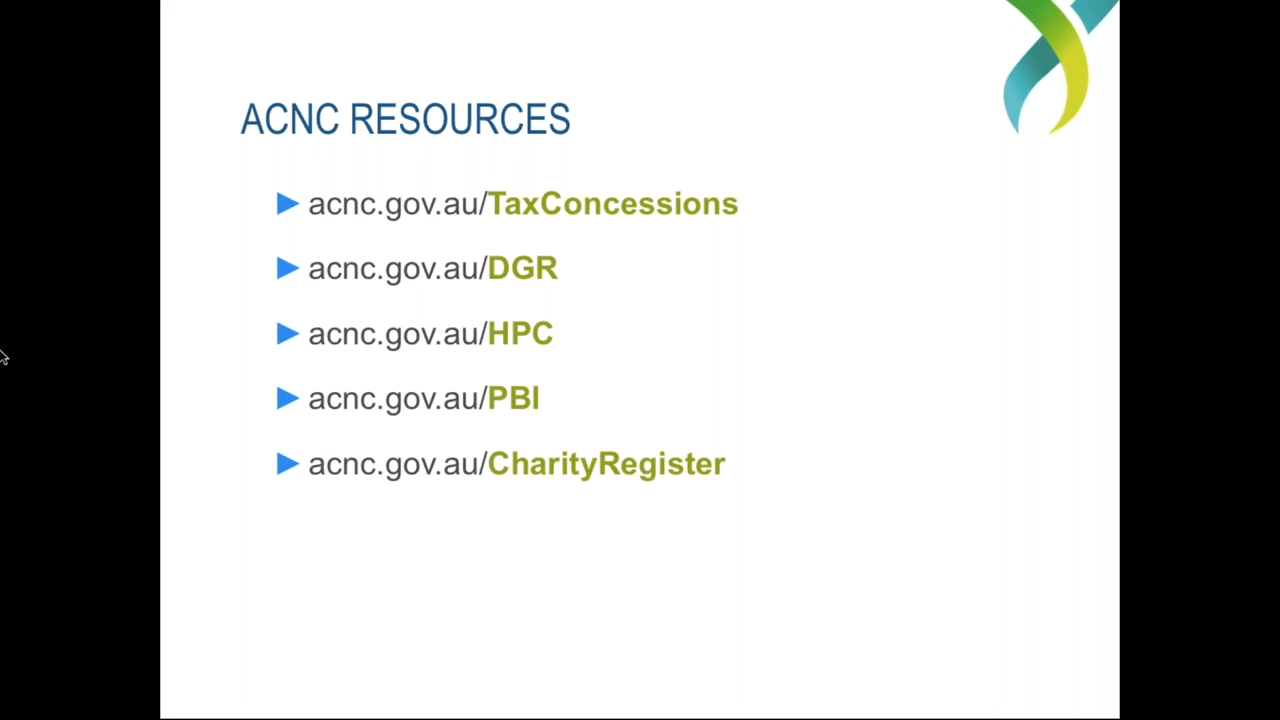 ACNC RESOURCES
acnc.gov.au/TaxConcessions
acnc.gov.au/DGR
acnc.gov.au/HPC
acnc.gov.au/PBI
acnc.gov.au/CharityRegister